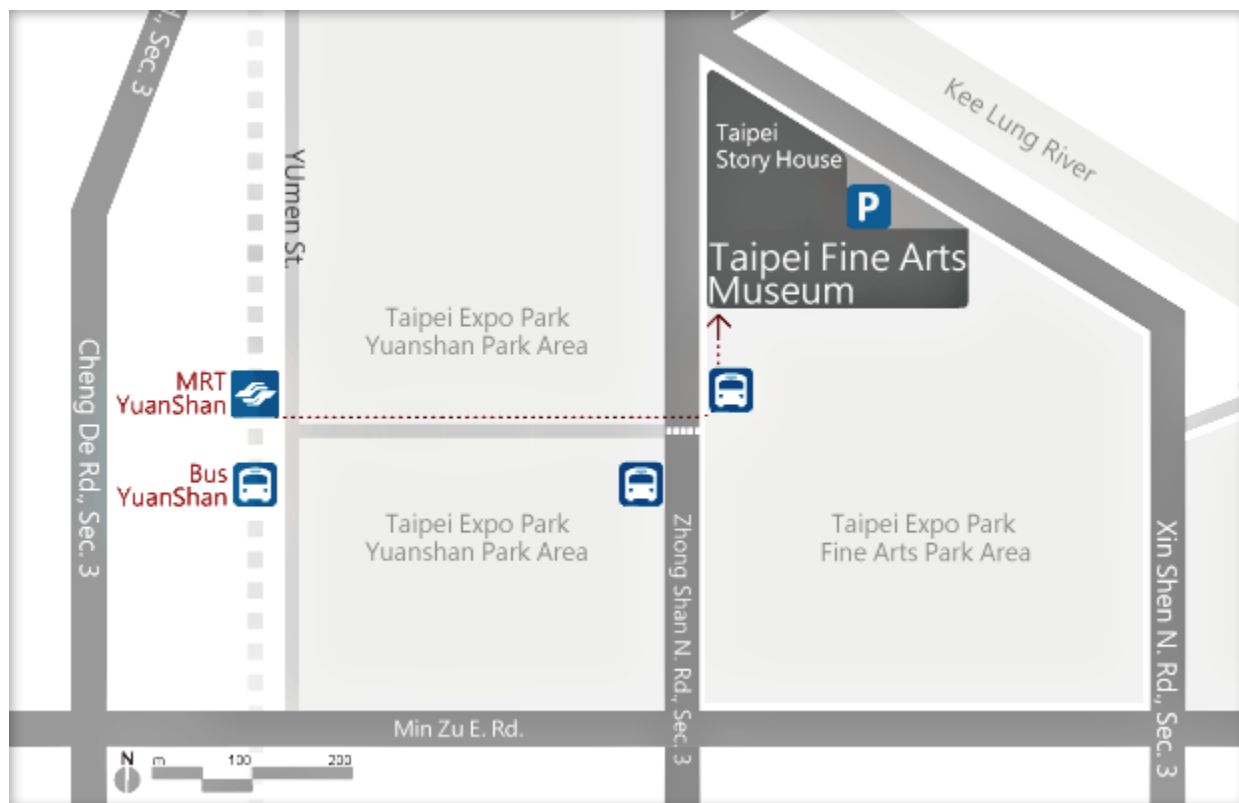 d., Sec. 3
Kee Lung River
Taipei
Story House
P
YUmen St.
Taipei Fine Arts
Museum
Taipei Expo Park
Yuanshan Park Area
Cheng De Rd., Sec. 3
MRT
YuanShan
Bus
YuanShan
Taipei Expo Park
Yuanshan Park Area
Zhong Shan N. Rd., Sec. 3
Taipei Expo Park
Fine Arts Park Area
Xin Shen N. Rd., Sec. 3
Min Zu E. Rd.
N
m 100 200